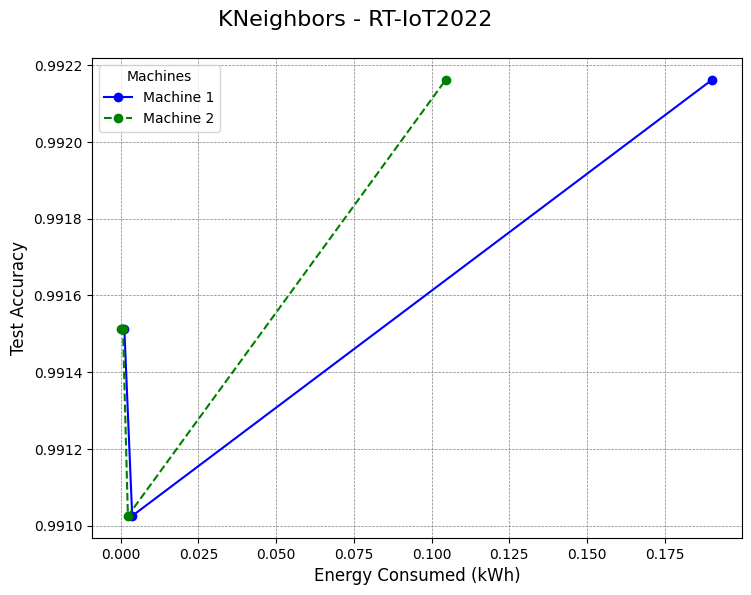 KNeighbors - RT-IoT2022
Machines
Machine 1
Machine 2
0.9922
0.9920
0.9918
0.9916
0.9914
0.9912
0.9910
Test Accuracy
0.000
0.025
0.050
0.075
0.100
0.125
0.150
0.175
Energy Consumed (kWh)